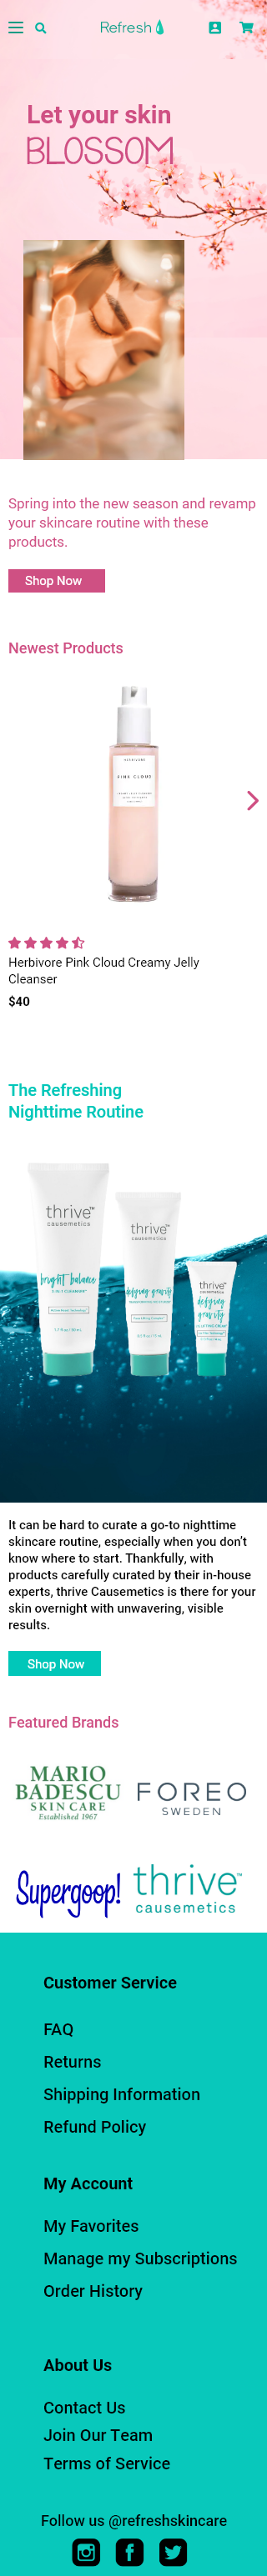 Refresh
Let your skin
BLOSSOM
Spring into the new season and revamp
your skincare routine with these
products.
Shop Now
Newest Products
HERBIVORE
PINK CLOUD
Herbivore Pink Cloud Creamy Jelly
Cleanser
$40
The Refreshing
Nighttime Routine
thrive™
causemetics
bright balance
thrive™
causemetics
defying gravity
thrive™
causemetics
defying
gravity
It can be hard to curate a go-to nighttime
skincare routine, especially when you don’t
know where to start. Thankfully, with
products carefully curated by their in-house
experts, thrive Causemetics is there for your
skin overnight with unwavering, visible
results.
Shop Now
Featured Brands
MARIO
BADESCU
SKIN CARE
Established 1967
FOREO
SWEDEN
Supergoop!
thrive™
causemetics
Customer Service
FAQ
Returns
Shipping Information
Refund Policy
My Account
My Favorites
Manage my Subscriptions
Order History
About Us
Contact Us
Join Our Team
Terms of Service
Follow us @refreshskincare